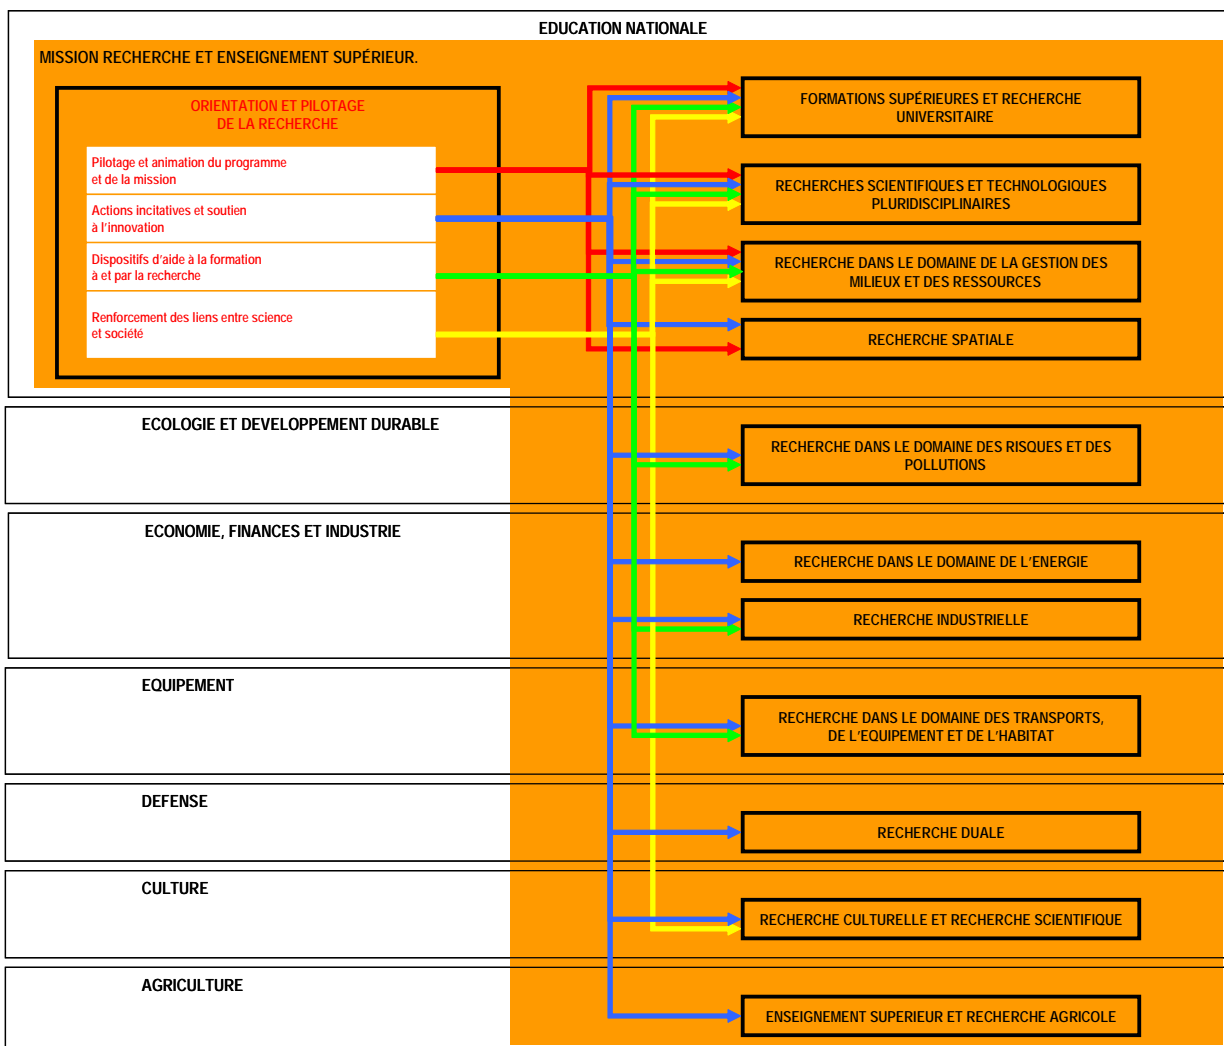 EDUCATION NATIONALE
MISSION RECHERCHE ET ENSEIGNEMENT SUPÉRIEUR.
ORIENTATION ET PILOTAGE
DE LA RECHERCHE
Pilotage et animation du programme
et de la mission
Actions incitatives et soutien
à l'innovation
Dispositifs d'aide à la formation
à et par la recherche
Renforcement des liens entre science
et société
FORMATIONS SUPÉRIEURES ET RECHERCHE
UNIVERSITAIRE
RECHERCHES SCIENTIFIQUES ET TECHNOLOGIQUES
PLURIDISCIPLINAIRES
RECHERCHE DANS LE DOMAINE DE LA GESTION DES
MILIEUX ET DES RESSOURCES
RECHERCHE SPATIALE
ECOLOGIE ET DEVELOPPEMENT DURABLE
RECHERCHE DANS LE DOMAINE DES RISQUES ET DES
POLLUTIONS
ECONOMIE, FINANCES ET INDUSTRIE
RECHERCHE DANS LE DOMAINE DE L'ENERGIE
RECHERCHE INDUSTRIELLE
EQUIPEMENT
RECHERCHE DANS LE DOMAINE DES TRANSPORTS,
DE L'EQUIPEMENT ET DE L'HABITAT
DEFENSE
RECHERCHE DUALE
CULTURE
RECHERCHE CULTURELLE ET RECHERCHE SCIENTIFIQUE
AGRICULTURE
ENSEIGNEMENT SUPERIEUR ET RECHERCHE AGRICOLE